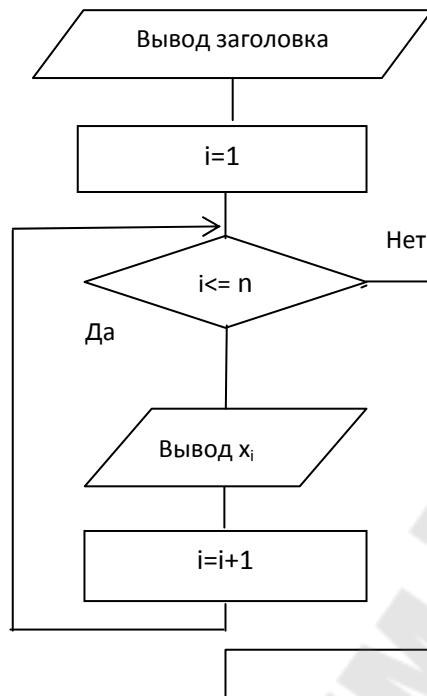 Вывод заголовка
i=1
Нет
i<= n
Да
Вывод xi
i=i+1